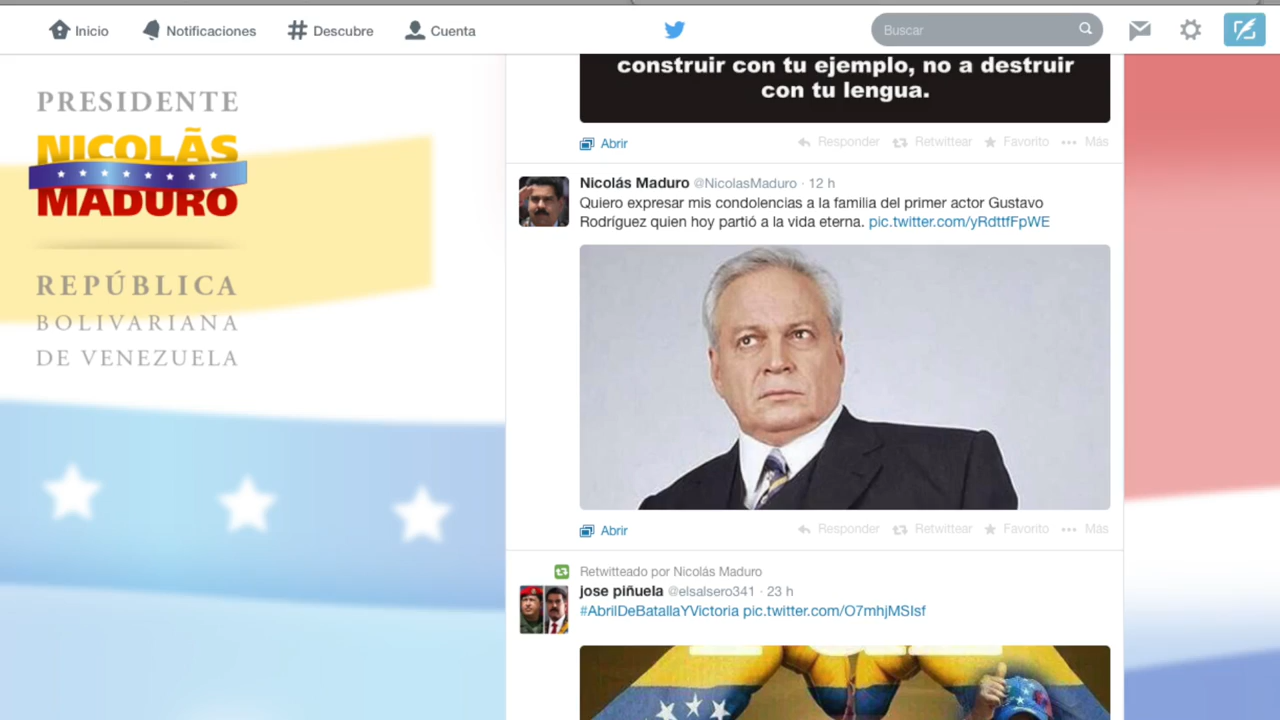 Inicio
Notificaciones
Descubre
Cuenta
Buscar
PRESIDENTE
NICOLÃS
MADURO
REPÚBLICA
BOLIVARIANA
DE VENEZUELA
construir con tu ejemplo, no a destruir
con tu lengua.
Abrir
Responder Retwittear Favorito Más
Nicolás Maduro @NicolasMaduro · 12 h
Quiero expresar mis condolencias a la familia del primer actor Gustavo
Rodríguez quien hoy partió a la vida eterna. pic.twitter.com/yRdttfFpWE
Abrir
Responder Retwittear Favorito Más
Retwitteado por Nicolás Maduro
jose piñuela @elsalsero341 · 23 h
#AbrilDeBatallaYVictoria pic.twitter.com/O7mhjMSIsf